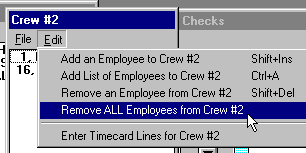 Crew #2
Checks
File Edit
1,
16,
Add an Employee to Crew #2 Shift+Ins
Add List of Employees to Crew #2 Ctrl+A
Remove an Employee from Crew #2 Shift+Del
Remove ALL Employees from Crew #2
Enter Timecard Lines for Crew #2